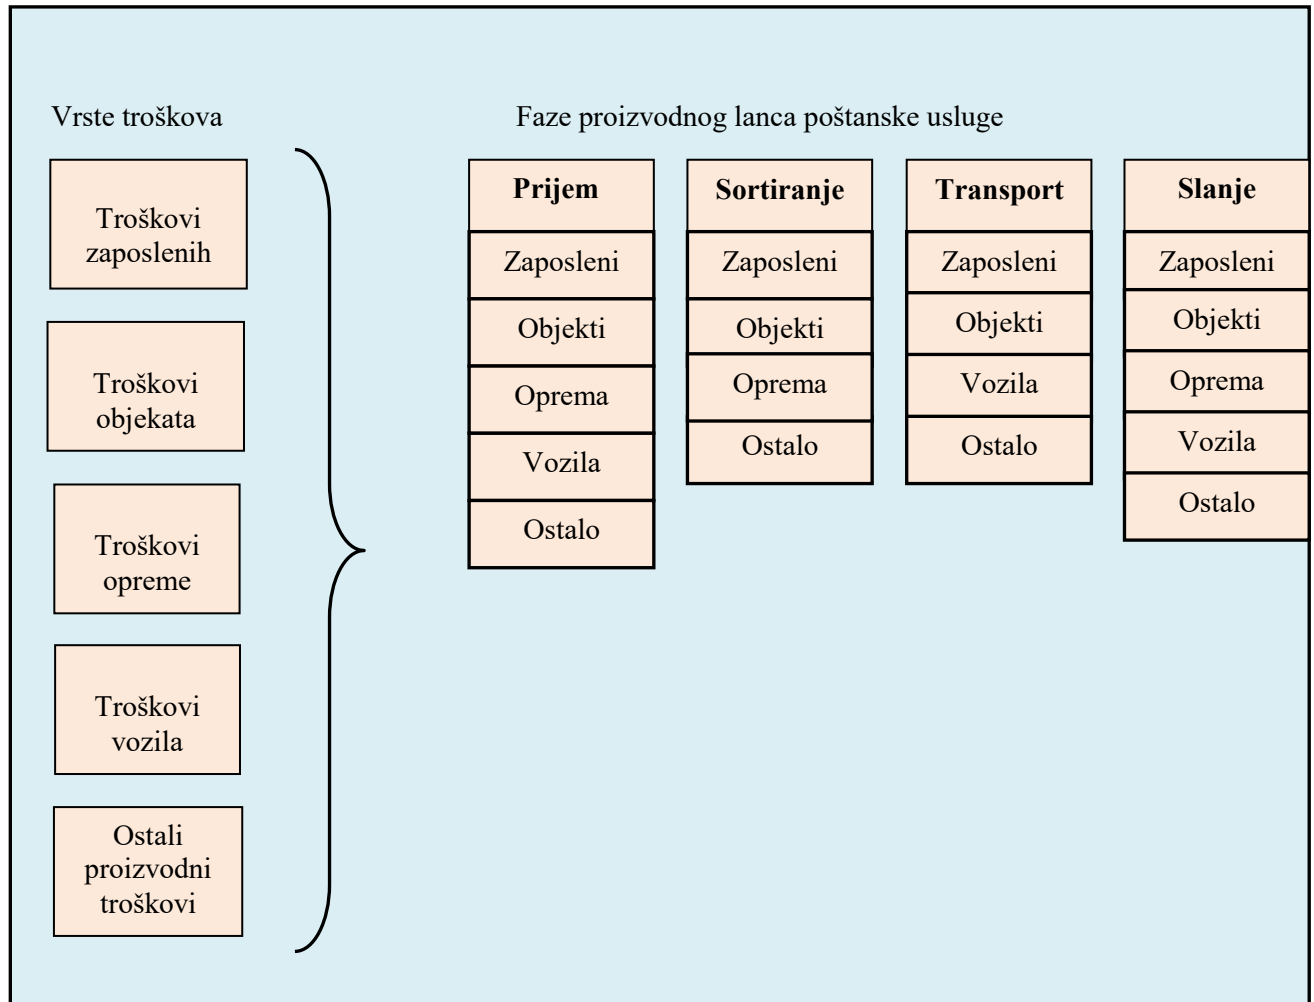 Vrste troškova
Faze proizvodnog lanca poštanske usluge
Troškovi
zaposlenih
Troškovi
objekata
Troškovi
opreme
Troškovi
vozila
Ostali
proizvodni
troškovi
Prijem
Zaposleni
Objekti
Oprema
Vozila
Ostalo
Sortiranje
Zaposleni
Objekti
Oprema
Ostalo
Transport
Zaposleni
Objekti
Vozila
Ostalo
Slanje
Zaposleni
Objekti
Oprema
Vozila
Ostalo